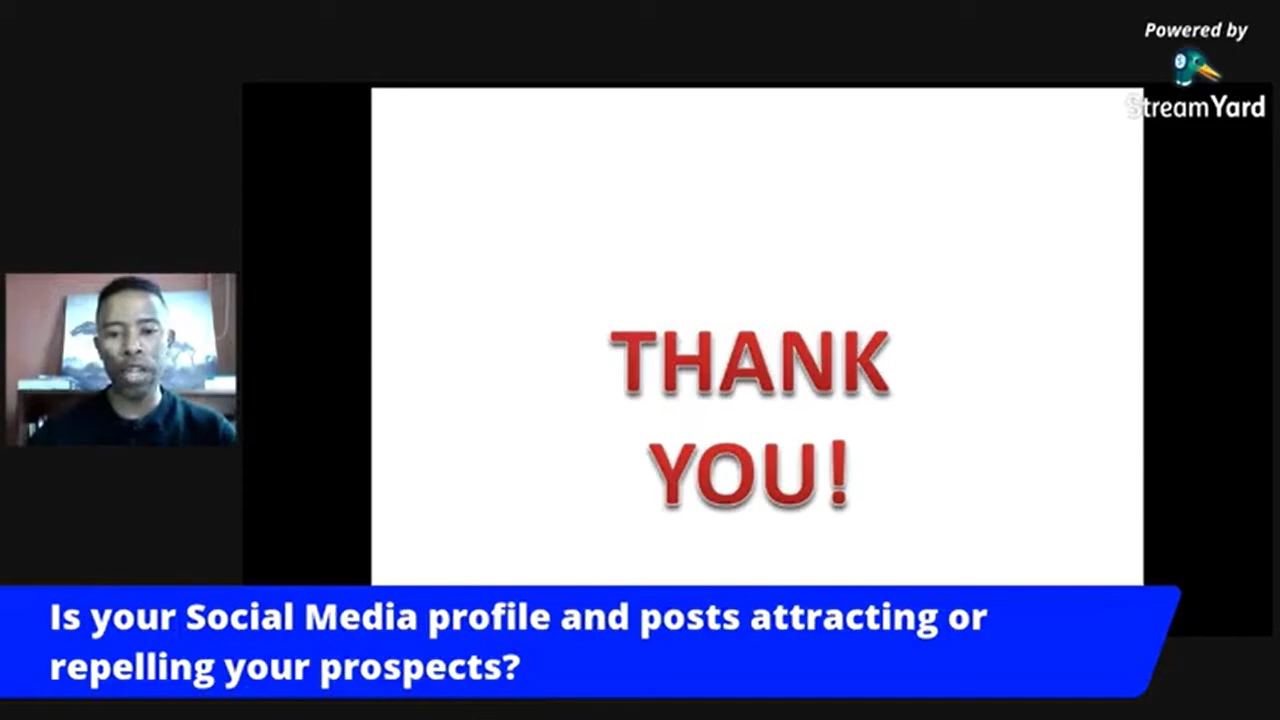 Powered by
StreamYard
THANK
YOU!
Is your Social Media profile and posts attracting or
repelling your prospects?